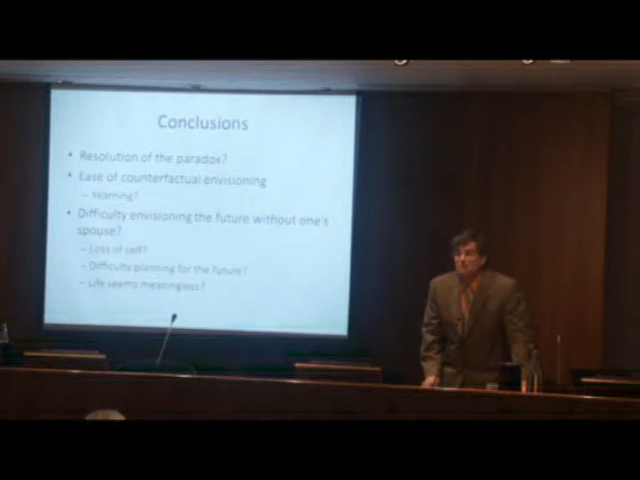 Conclusions
• Resolution of the paradox?
• Ease of counterfactual envisioning
– Yearning?
• Difficulty envisioning the future without one's
spouse?
– Loss of self?
– Difficulty planning for the future?
– Life seems meaningless?